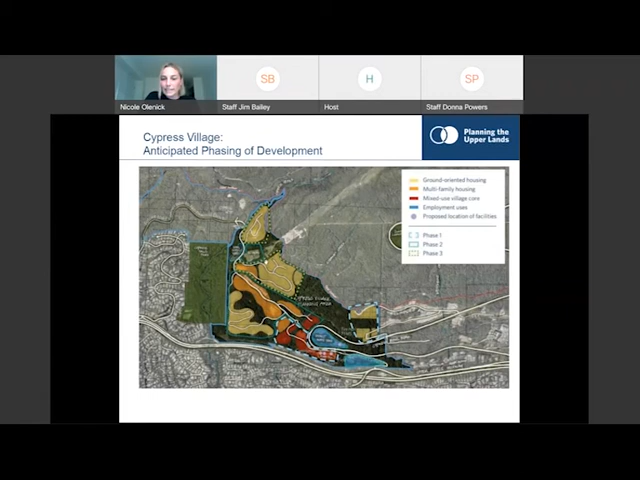 SB
H
SP
Nicole Olenick
Staff Jim Bailey
Host
Staff Donna Powers
Cypress Village:
Anticipated Phasing of Development
Planning the
Upper Lands
Ground-oriented housing
Multi-family housing
Mixed-use village core
Employment uses
Proposed location of facilities
Phase 1
Phase 2
Phase 3